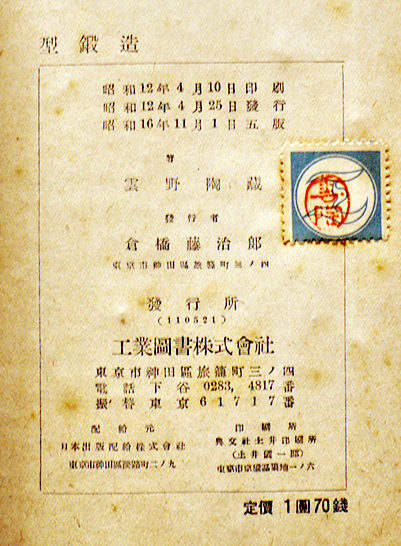 型鍛造
昭和12年4月10日印刷
昭和12年4月25日發行
昭和16年11月1日五版
著
雲野陶蔵
發行者
倉橋藤治郎
東京市神田區旅籠町三ノ四
發行所
(110521)
工業圖書株式會社
東京市神田區旅籠町三ノ四
電話下谷0283, 4817番
振替東京61717番
配給元
日本出版配給株式會社
東京市神田區淡路町二ノ九
印刷所
典文社土井印刷所
(土井儀一郎)
東京市京橋區築地一ノ六
定價 1圓70錢